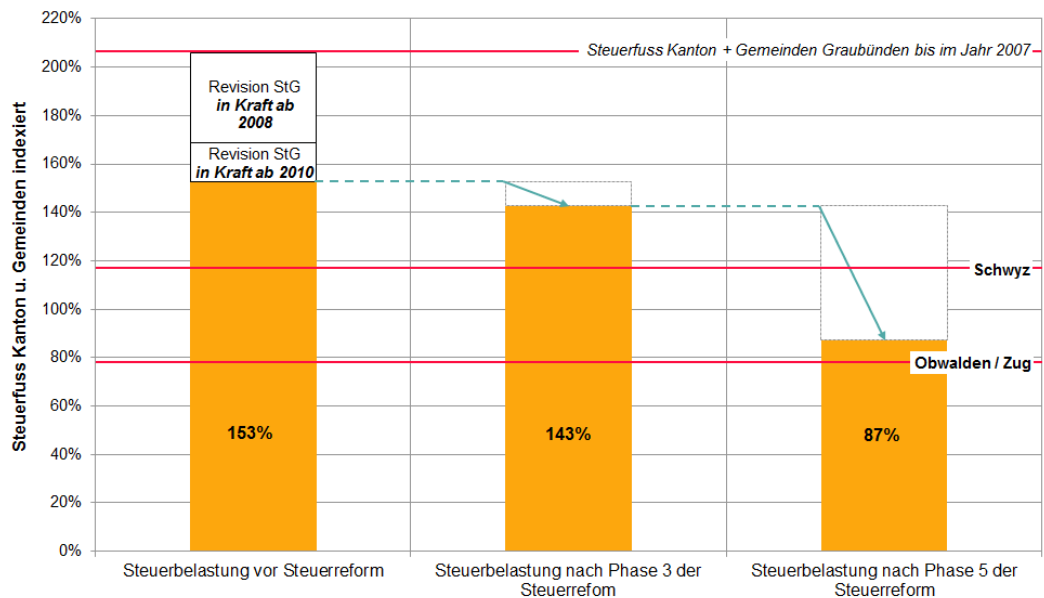 220%
200%
180%
160%
140%
120%
100%
80%
60%
40%
20%
0%
Steuerfuss Kanton u. Gemeinden indexiert
Steuerfuss Kanton + Gemeinden Graubünden bis im Jahr 2007
Revision StG
in Kraft ab
2008
Revision StG
in Kraft ab 2010
Schwyz
Obwalden / Zug
153%
143%
87%
Steuerbelastung vor Steuerreform
Steuerbelastung nach Phase 3 der
Steuerrefom
Steuerbelastung nach Phase 5 der
Steuerreform